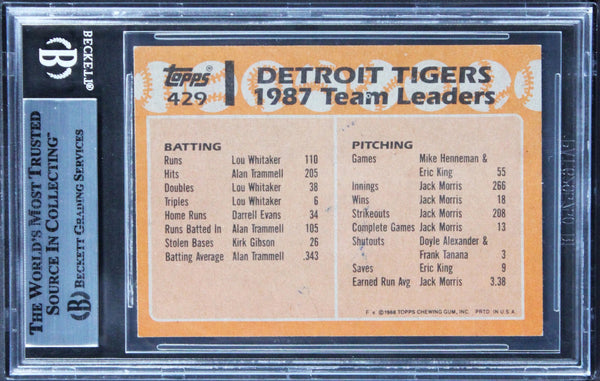 BECKETT®
B
THE WORLD'S MOST TRUSTED
SOURCE IN COLLECTING™
B BECKETT GRADING SERVICES
Topps
429
DETROIT TIGERS
1987 Team Leaders
BATTING
Runs Lou Whitaker 110
Hits Alan Trammell 205
Doubles Lou Whitaker 38
Triples Lou Whitaker 6
Home Runs Darrell Evans 34
Runs Batted In Alan Trammell 105
Stolen Bases Kirk Gibson 26
Batting Average Alan Trammell .343
PITCHING
Games Mike Henneman &
Eric King 55
Innings Jack Morris 266
Wins Jack Morris 18
Strikeouts Jack Morris 208
Complete Games Jack Morris 13
Shutouts Doyle Alexander &
Frank Tanana 3
Saves Eric King 9
Earned Run Avg Jack Morris 3.38
©1988 TOPPS CHEWING GUM, INC. PRTD IN U.S.A.